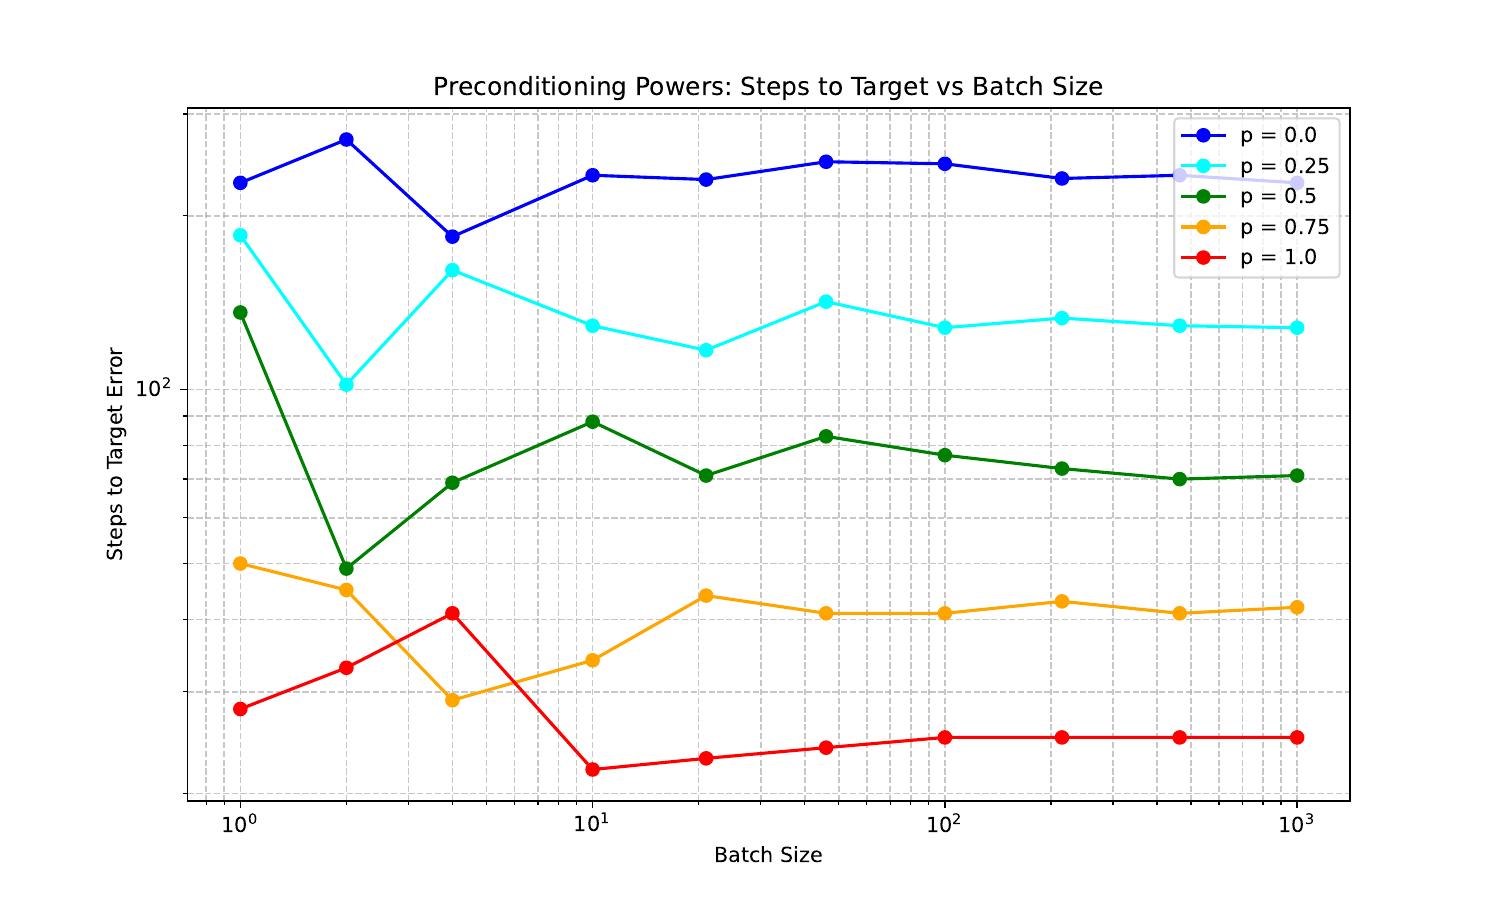 Preconditioning Powers: Steps to Target vs Batch Size
p = 0.0
p = 0.25
p = 0.5
p = 0.75
p = 1.0
Steps to Target Error
10²
10⁰
10¹
10²
10³
Batch Size